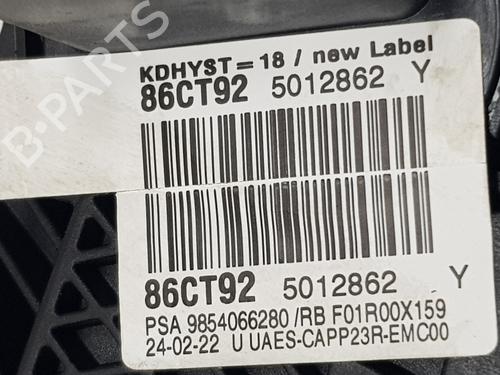 KDHYST=18 / new Label
86CT92 5012862 Y
86CT92 5012862 Y
PSA 9854066280 /RB F01R00X159
24-02-22 U UAES-CAPP23R-EMC00
B-PARTS